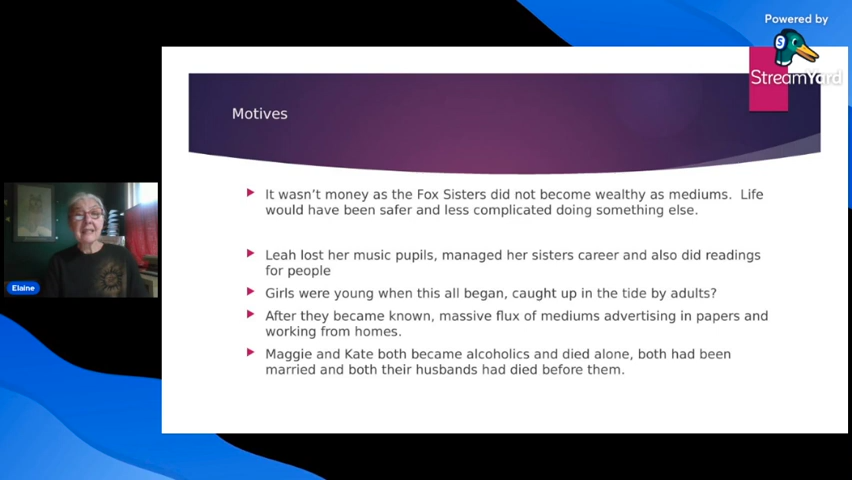 Powered by
StreamYard
Motives
It wasn't money as the Fox Sisters did not become wealthy as mediums.  Life
would have been safer and less complicated doing something else.
Leah lost her music pupils, managed her sisters career and also did readings
for people
Girls were young when this all began, caught up in the tide by adults?
After they became known, massive flux of mediums advertising in papers and
working from homes.
Maggie and Kate both became alcoholics and died alone, both had been
married and both their husbands had died before them.
Elaine